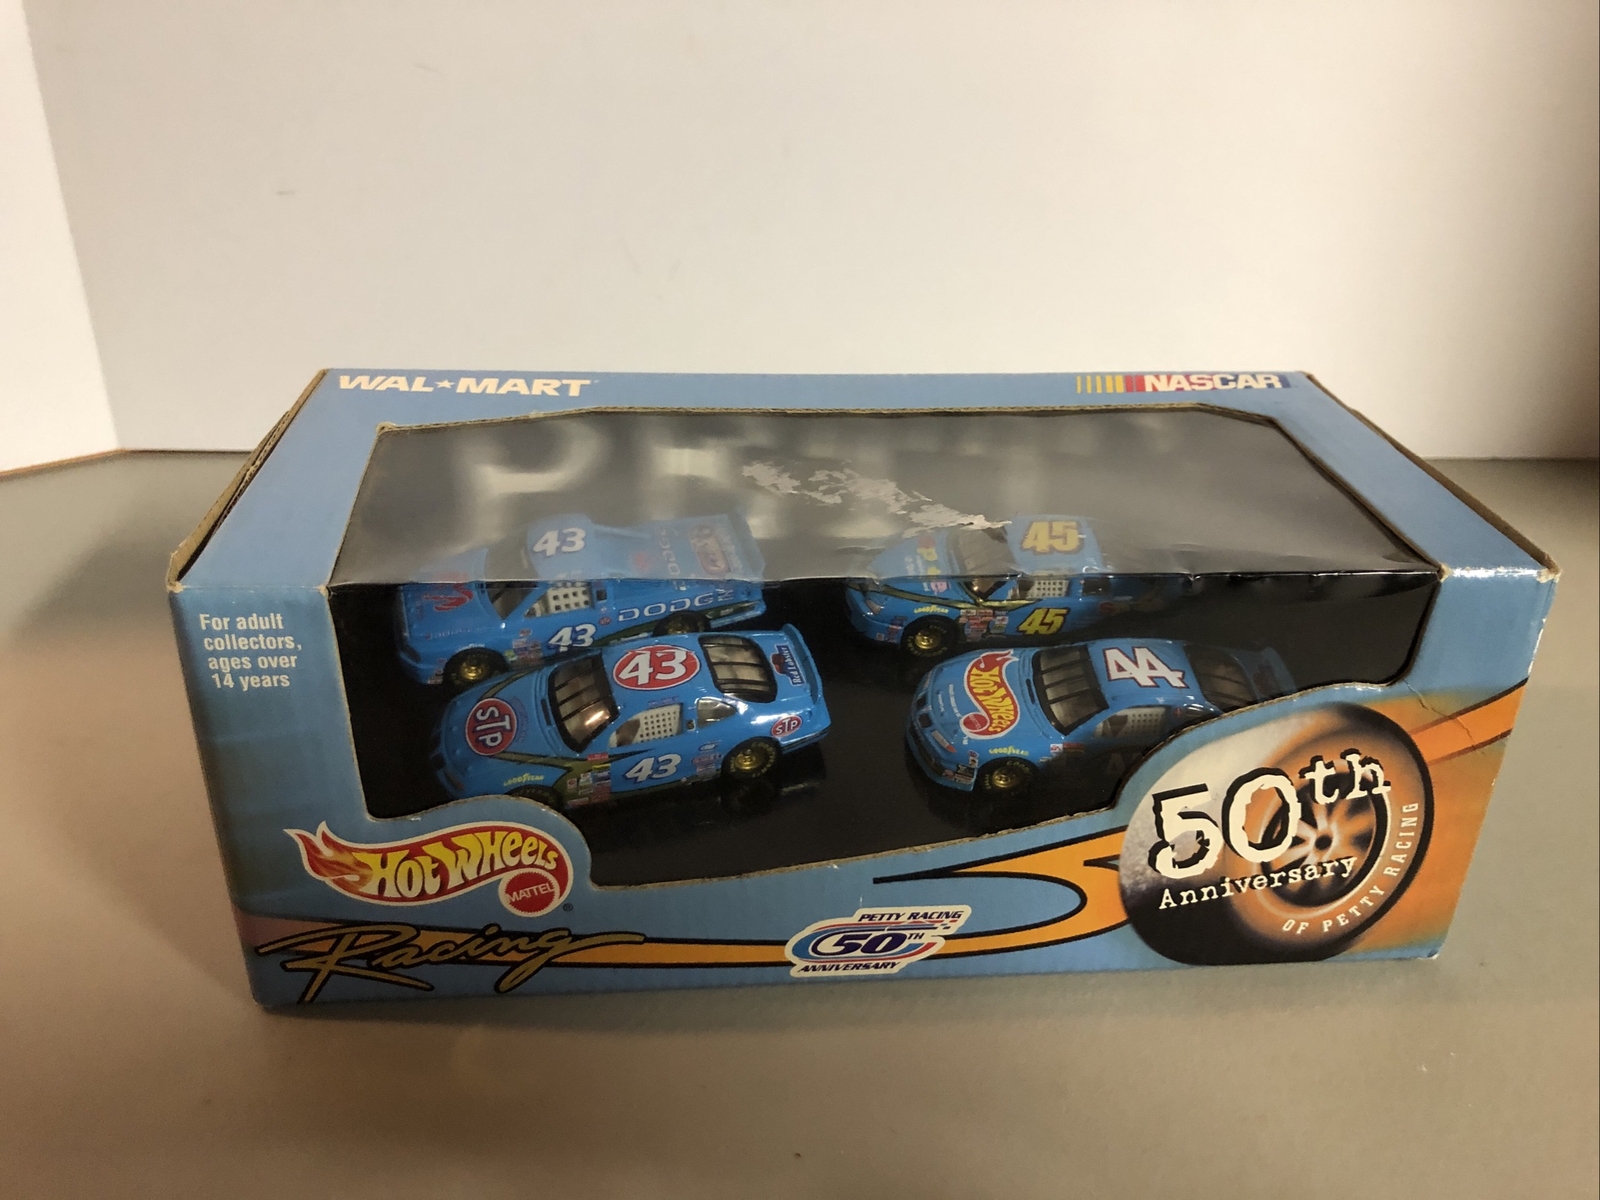 WAL★MART
NASCAR
For adult
collectors,
ages over
14 years
43
45
DODGE
43
45
43
STP
STP
43
GOODYEAR
44
HOT WHEELS
GOODYEAR
HOT WHEELS
MATTEL
®
Racing
PETTY RACING
50TH
ANNIVERSARY
50th
Anniversary
OF PETTY RACING